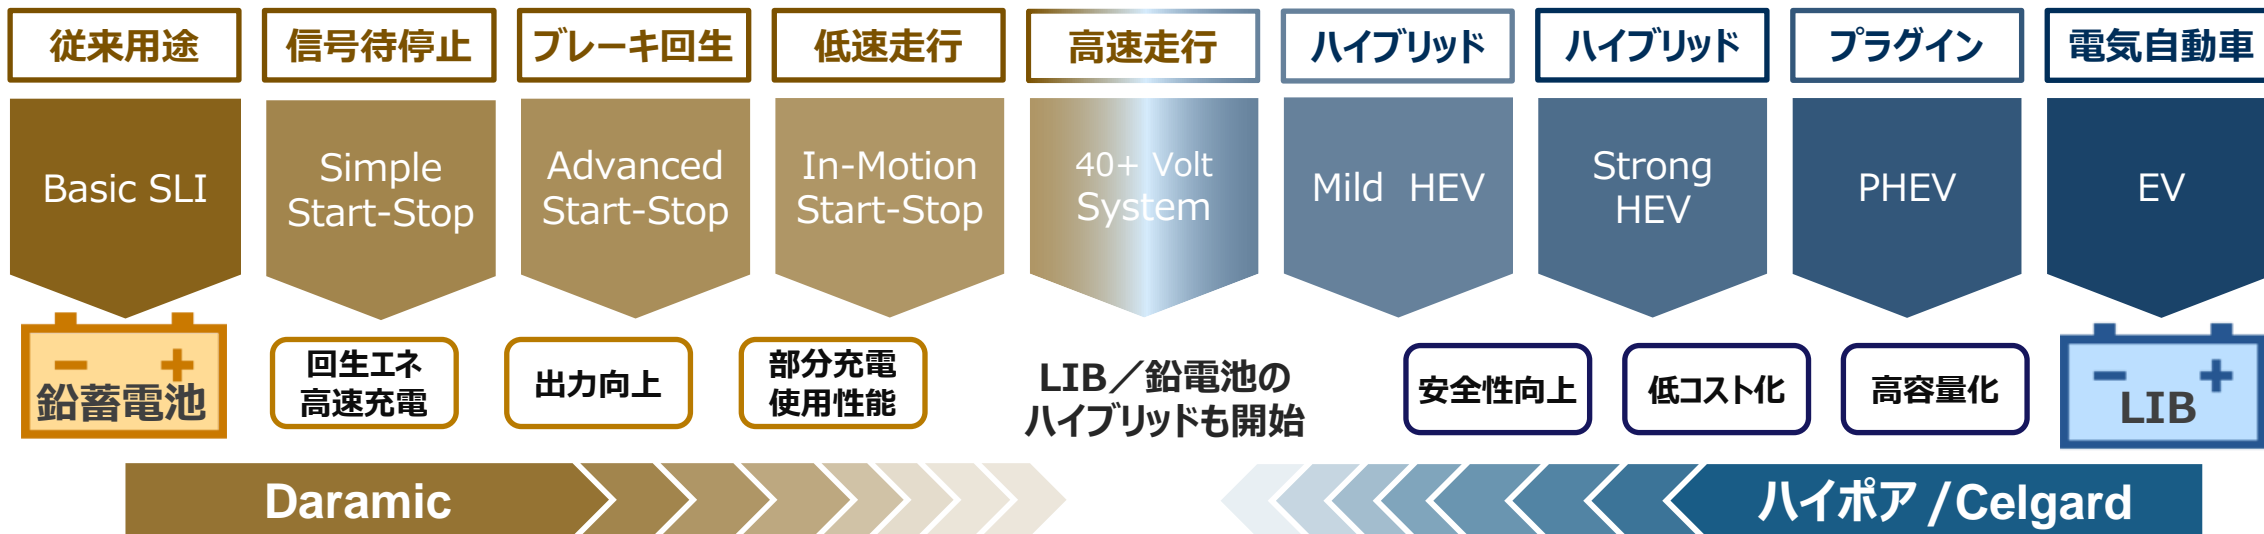 従来用途
信号待停止
ブレーキ回生
低速走行
高速走行
ハイブリッド
ハイブリッド
プラグイン
電気自動車
Basic SLI
Simple
Start-Stop
Advanced
Start-Stop
In-Motion
Start-Stop
40+ Volt
System
Mild HEV
Strong
HEV
PHEV
EV
鉛蓄電池
回生エネ
高速充電
出力向上
部分充電
使用性能
LIB／鉛電池の
ハイブリッドも開始
安全性向上
低コスト化
高容量化
LIB
Daramic
ハイポア /Celgard